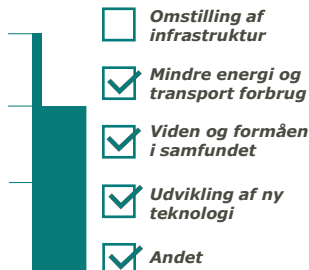 Omstilling af
infrastruktur
Mindre energi og
transport forbrug
Viden og formåen
i samfundet
Udvikling af ny
teknologi
Andet